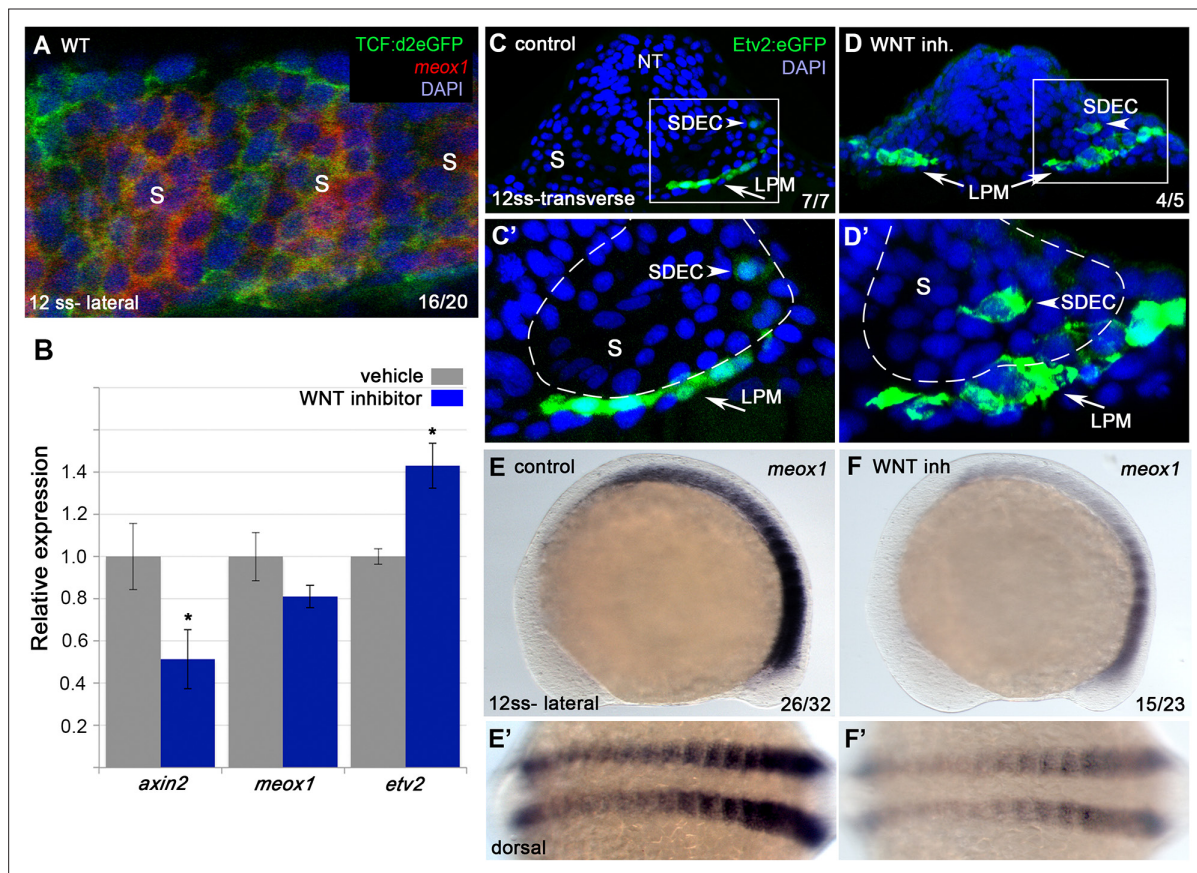 A WT
TCF:d2eGFP
meox1
DAPI
S
S
S
12 ss- lateral
16/20
B
vehicle
WNT inhibitor
Relative expression
1.4
1.2
1.0
0.8
0.6
0.4
0.2
*
*
axin2
meox1
etv2
C control
Etv2:eGFP
DAPI
NT
SDEC
S
LPM
12ss-transverse
7/7
D WNT inh.
SDEC
LPM
4/5
C'
SDEC
S
LPM
D'
S
SDEC
LPM
E control
meox1
12ss- lateral
26/32
F WNT inh
meox1
15/23
E'
dorsal
F'